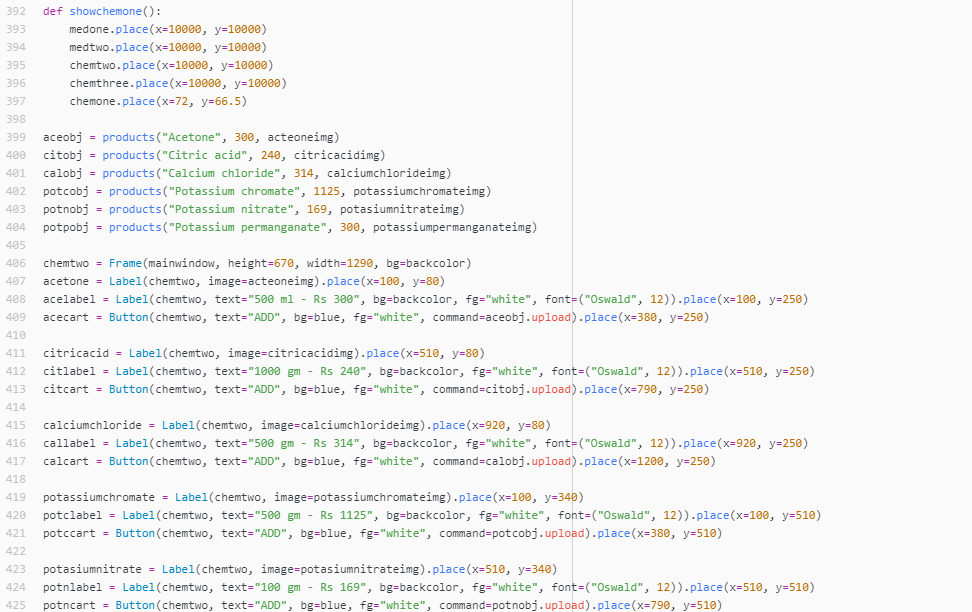 392 def showchemone():
393     medone.place(x=10000, y=10000)
394     medtwo.place(x=10000, y=10000)
395     chemtwo.place(x=10000, y=10000)
396     chemthree.place(x=10000, y=10000)
397     chemone.place(x=72, y=66.5)
398
399 aceobj = products("Acetone", 300, acteoneimg)
400 citobj = products("Citric acid", 240, citricacidimg)
401 calobj = products("Calcium chloride", 314, calciumchlorideimg)
402 potcobj = products("Potassium chromate", 1125, potassiumchromateimg)
403 potnobj = products("Potassium nitrate", 169, potasiumnitrateimg)
404 potpobj = products("Potassium permanganate", 300, potassiumpermanganateimg)
405
406 chemtwo = Frame(mainwindow, height=670, width=1290, bg=backcolor)
407 acetone = Label(chemtwo, image=acteoneimg).place(x=100, y=80)
408 acelabel = Label(chemtwo, text="500 ml - Rs 300", bg=backcolor, fg="white", font=("Oswald", 12)).place(x=100, y=250)
409 acecart = Button(chemtwo, text="ADD", bg=blue, fg="white", command=aceobj.upload).place(x=380, y=250)
410
411 citricacid = Label(chemtwo, image=citricacidimg).place(x=510, y=80)
412 citlabel = Label(chemtwo, text="1000 gm - Rs 240", bg=backcolor, fg="white", font=("Oswald", 12)).place(x=510, y=250)
413 citcart = Button(chemtwo, text="ADD", bg=blue, fg="white", command=citobj.upload).place(x=790, y=250)
414
415 calciumchloride = Label(chemtwo, image=calciumchlorideimg).place(x=920, y=80)
416 callabel = Label(chemtwo, text="500 gm - Rs 314", bg=backcolor, fg="white", font=("Oswald", 12)).place(x=920, y=250)
417 calcart = Button(chemtwo, text="ADD", bg=blue, fg="white", command=calobj.upload).place(x=1200, y=250)
418
419 potassiumchromate = Label(chemtwo, image=potassiumchromateimg).place(x=100, y=340)
420 potclabel = Label(chemtwo, text="500 gm - Rs 1125", bg=backcolor, fg="white", font=("Oswald", 12)).place(x=100, y=510)
421 potccart = Button(chemtwo, text="ADD", bg=blue, fg="white", command=potcobj.upload).place(x=380, y=510)
422
423 potasiumnitrate = Label(chemtwo, image=potasiumnitrateimg).place(x=510, y=340)
424 potnlabel = Label(chemtwo, text="100 gm - Rs 169", bg=backcolor, fg="white", font=("Oswald", 12)).place(x=510, y=510)
425 potncart = Button(chemtwo, text="ADD", bg=blue, fg="white", command=potnobj.upload).place(x=790, y=510)